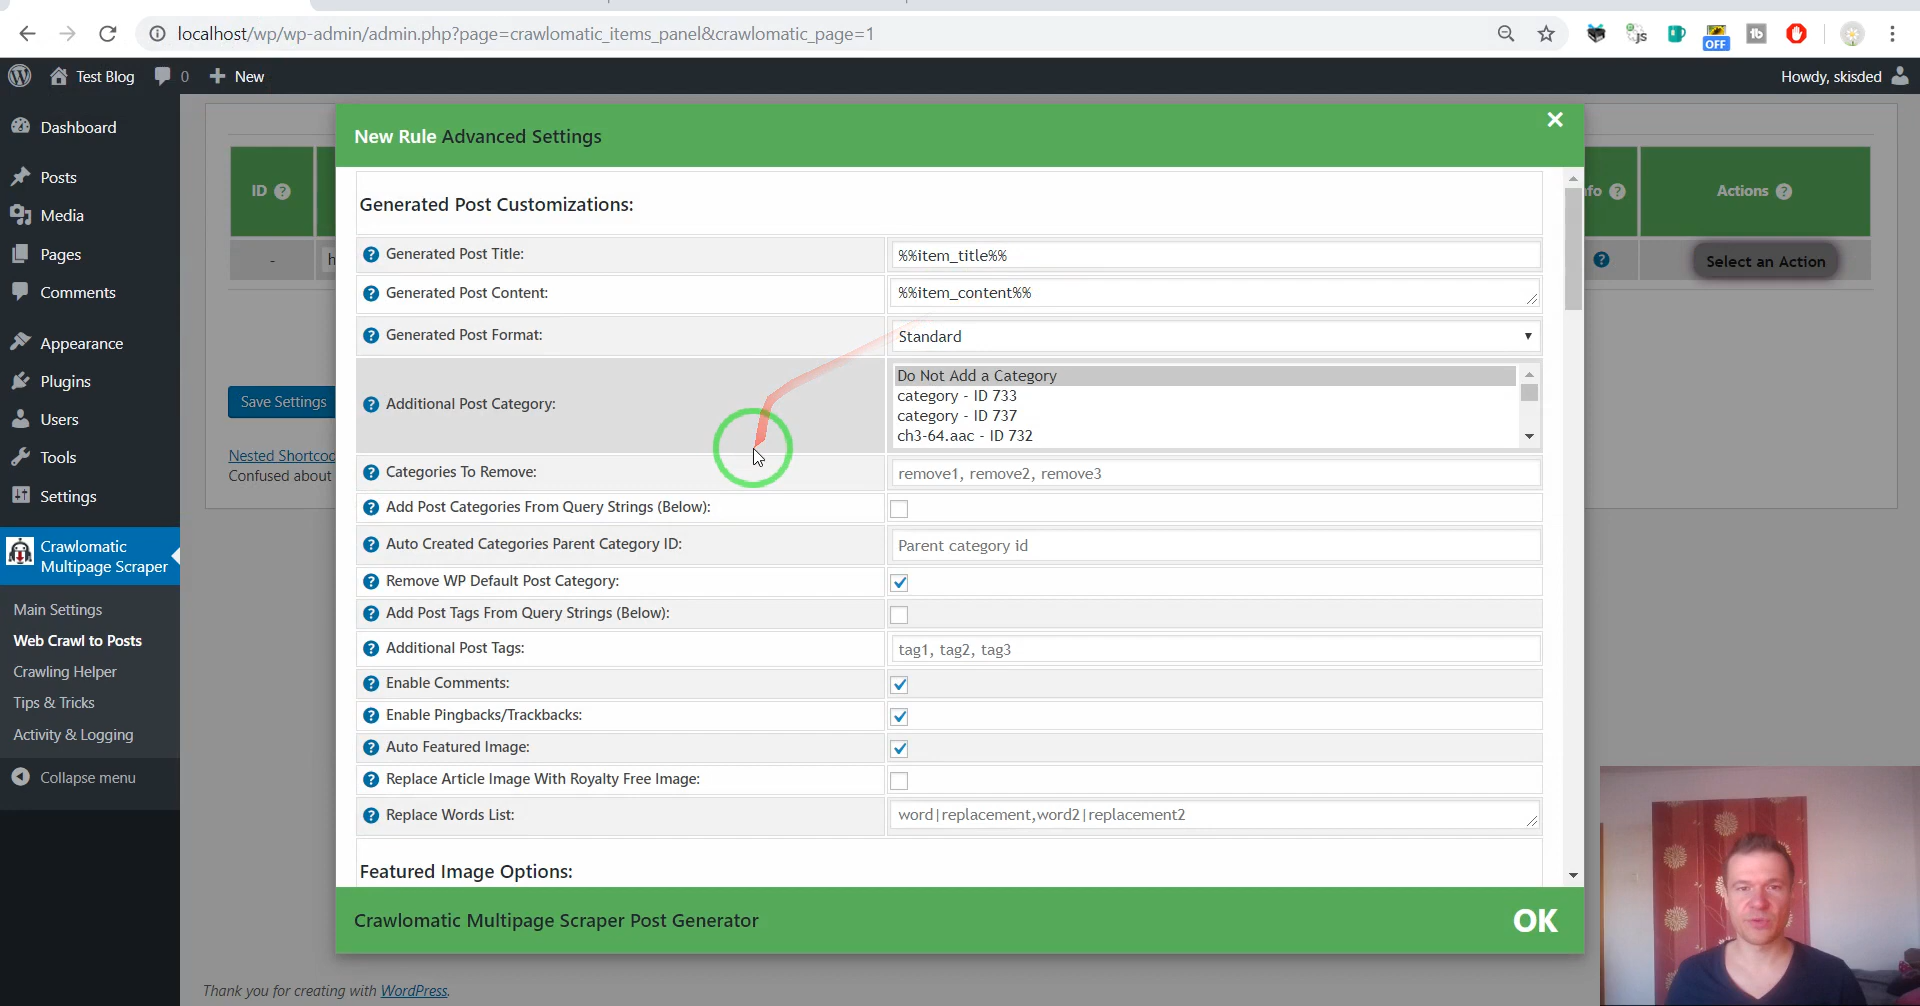 localhost/wp/wp-admin/admin.php?page=crawlomatic_items_panel&crawlomatic_page=1
JS
OFF
tb
Test Blog
0
New
Howdy, skisded
Dashboard
Posts
Media
Pages
Comments
Appearance
Plugins
Users
Tools
Settings
Crawlomatic
Multipage Scraper
Main Settings
Web Crawl to Posts
Crawling Helper
Tips & Tricks
Activity & Logging
Collapse menu
ID
-
h
Save Settings
Nested Shortcod
Confused about
Thank you for creating with WordPress.
New Rule Advanced Settings
Generated Post Customizations:
Generated Post Title: %%item_title%%
Generated Post Content: %%item_content%%
Generated Post Format: Standard
Additional Post Category:
Do Not Add a Category
category - ID 733
category - ID 737
ch3-64.aac - ID 732
Categories To Remove: remove1, remove2, remove3
Add Post Categories From Query Strings (Below):
Auto Created Categories Parent Category ID: Parent category id
Remove WP Default Post Category:
Add Post Tags From Query Strings (Below):
Additional Post Tags: tag1, tag2, tag3
Enable Comments:
Enable Pingbacks/Trackbacks:
Auto Featured Image:
Replace Article Image With Royalty Free Image:
Replace Words List: word|replacement,word2|replacement2
Featured Image Options:
Crawlomatic Multipage Scraper Post Generator
OK
nfo
Actions
Select an Action